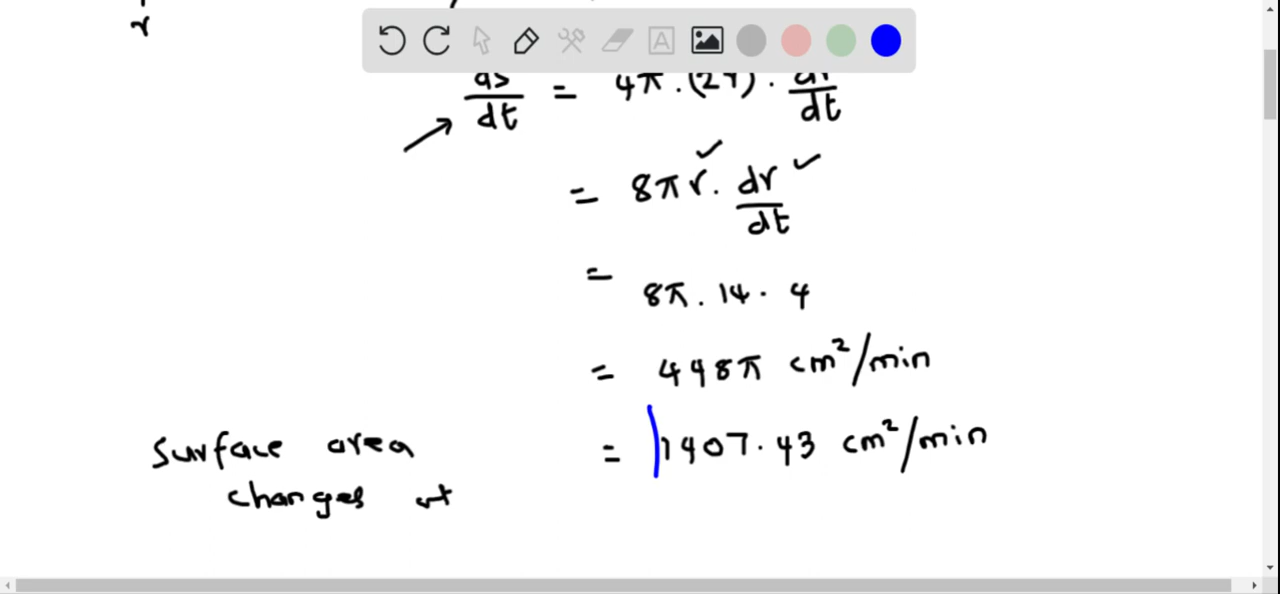 r
ds/dt = 4π.(2r). dr/dt
= 8πr. dr/dt
= 8π. 14. 4
= 448π cm²/min
Surface area = 1407.43 cm²/min
changes at